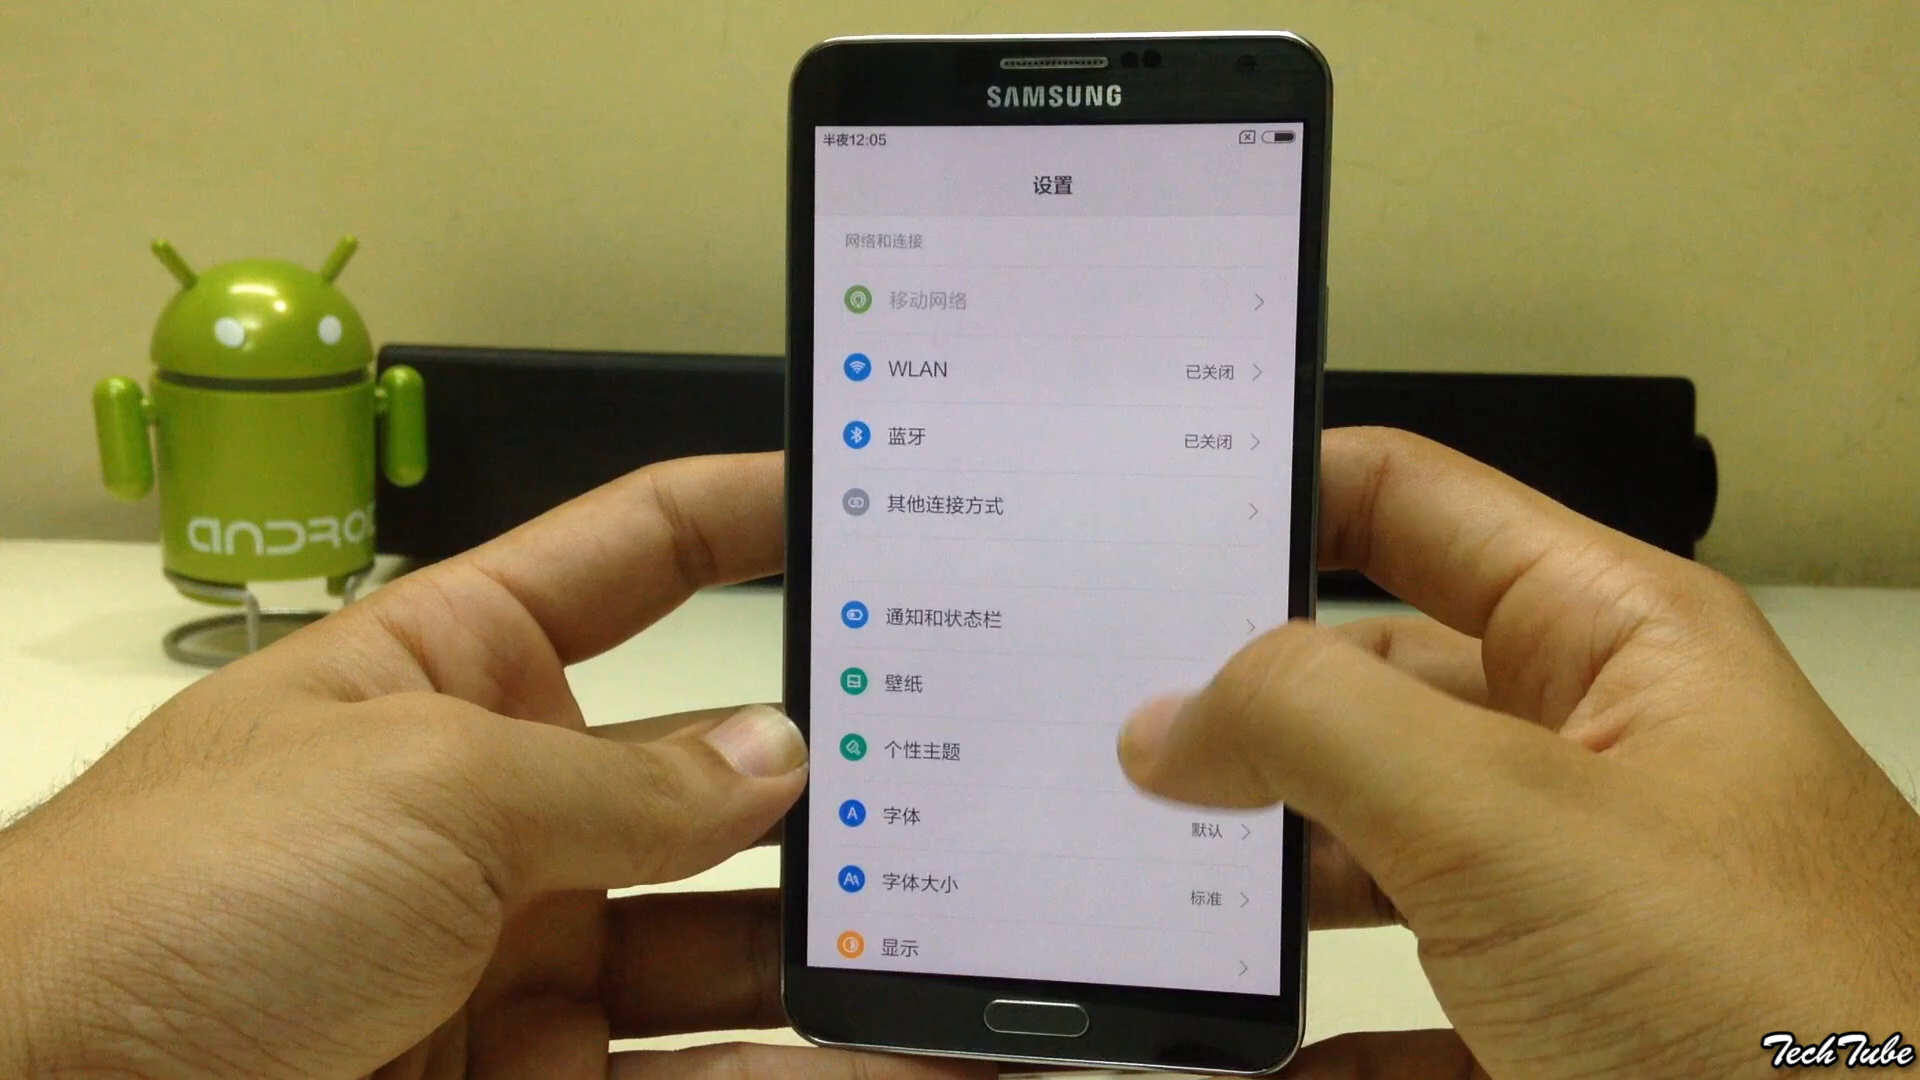 SAMSUNG
半夜12:05
设置
网络和连接
移动网络
WLAN 已关闭
蓝牙 已关闭
其他连接方式
通知和状态栏
壁纸
个性主题
字体 默认
字体大小 标准
显示
ANDRO
TechTube